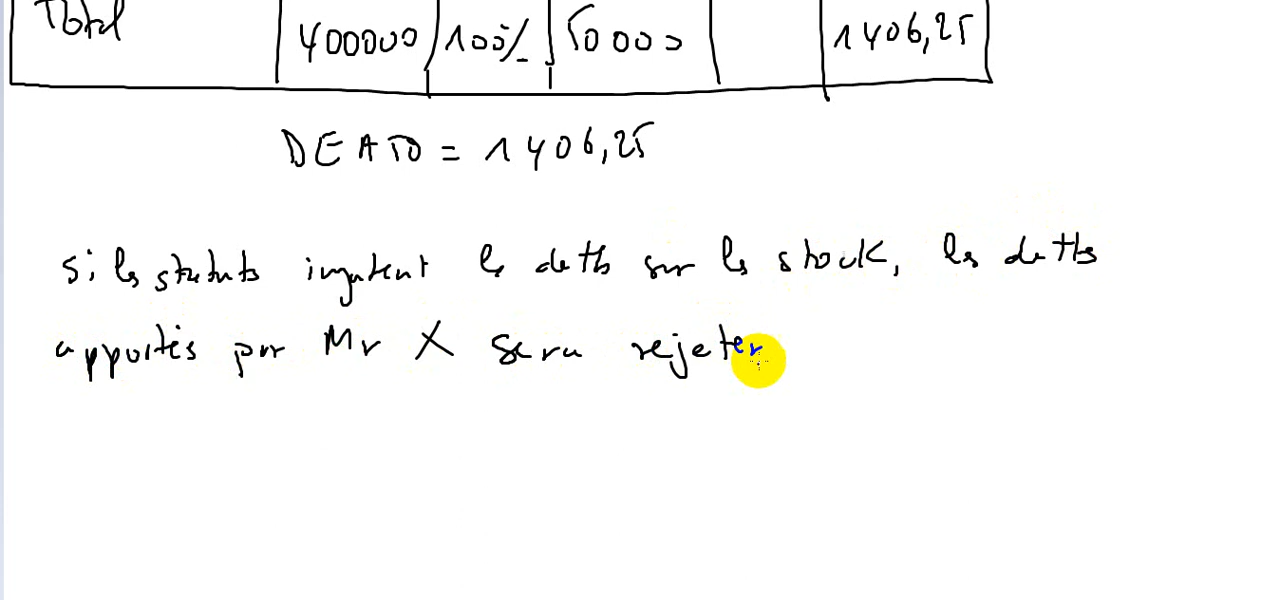 Total 400000 100% 50000 1406,25
DEATO = 1406,25
Si les statuts imputent les dettes sur les stock, les dettes
apportés par Mr X sera rejeter